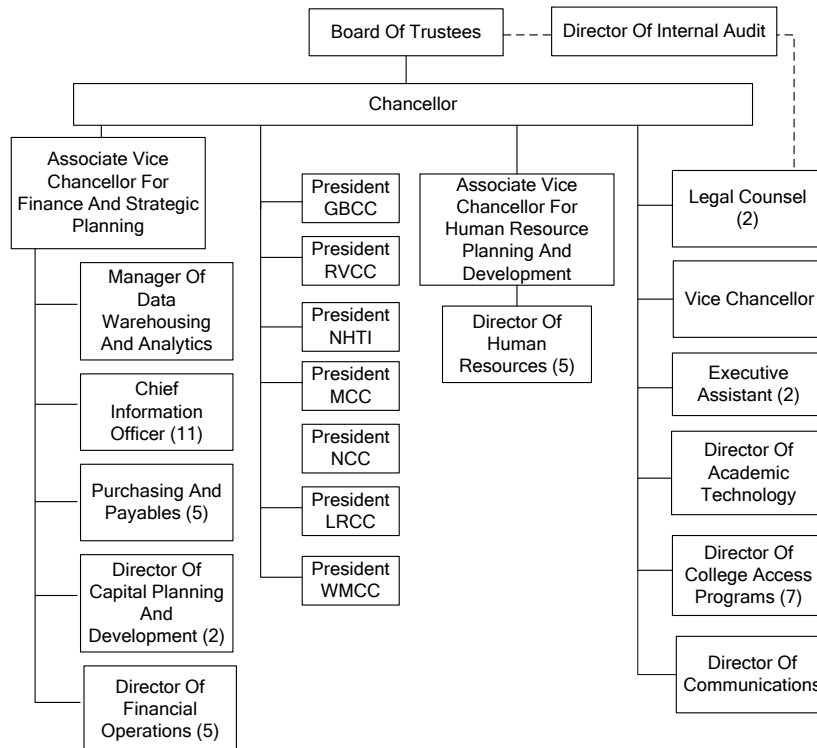 Board Of Trustees
Director Of Internal Audit
Chancellor
Associate Vice
Chancellor For
Finance And Strategic
Planning
Manager Of
Data
Warehousing
And Analytics
Chief
Information
Officer (11)
Purchasing And
Payables (5)
Director Of
Capital Planning
And
Development (2)
Director Of
Financial
Operations (5)
President
GBCC
President
RVCC
President
NHTI
President
MCC
President
NCC
President
LRCC
President
WMCC
Associate Vice
Chancellor For
Human Resource
Planning And
Development
Director Of
Human
Resources (5)
Legal Counsel
(2)
Vice Chancellor
Executive
Assistant (2)
Director Of
Academic
Technology
Director Of
College Access
Programs (7)
Director Of
Communications